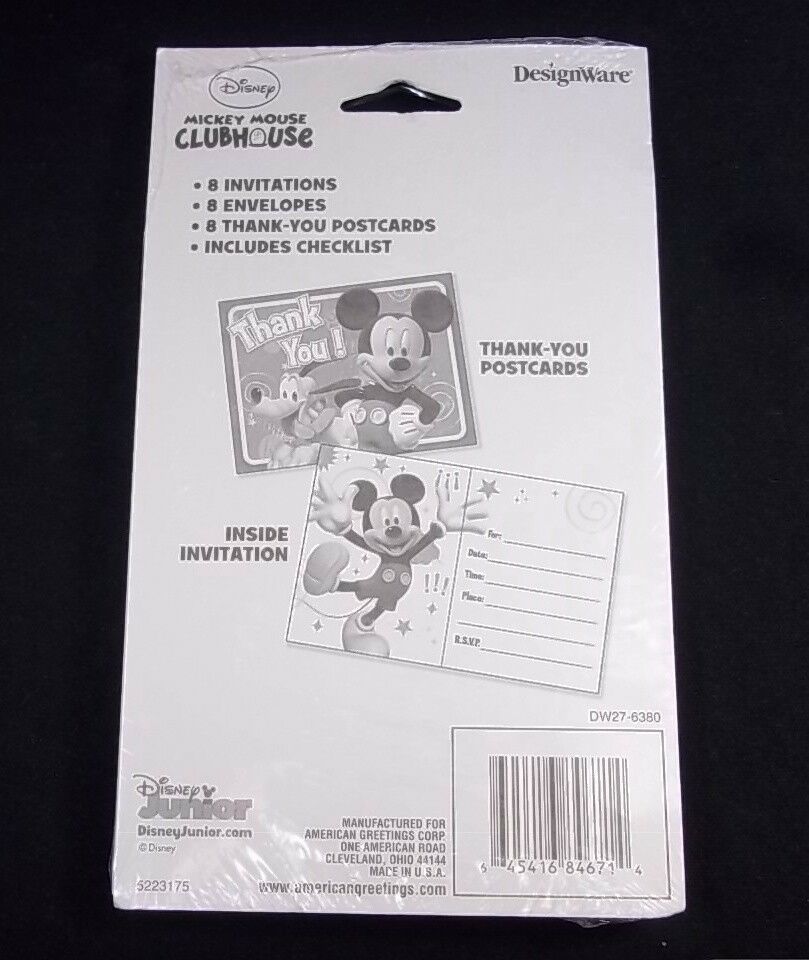 Disney
DesignWare®
MICKEY MOUSE
CLUBHOUSE
• 8 INVITATIONS
• 8 ENVELOPES
• 8 THANK-YOU POSTCARDS
• INCLUDES CHECKLIST
Thank
You!
THANK-YOU
POSTCARDS
INSIDE
INVITATION
For:
Date:
Time:
Place:
R.S.V.P.
DW27-6380
Disney
Junior
DisneyJunior.com
© Disney
5223175
MANUFACTURED FOR
AMERICAN GREETINGS CORP.
ONE AMERICAN ROAD
CLEVELAND, OHIO 44144
MADE IN U.S.A.
www.americangreetings.com
6 45416 84671 4